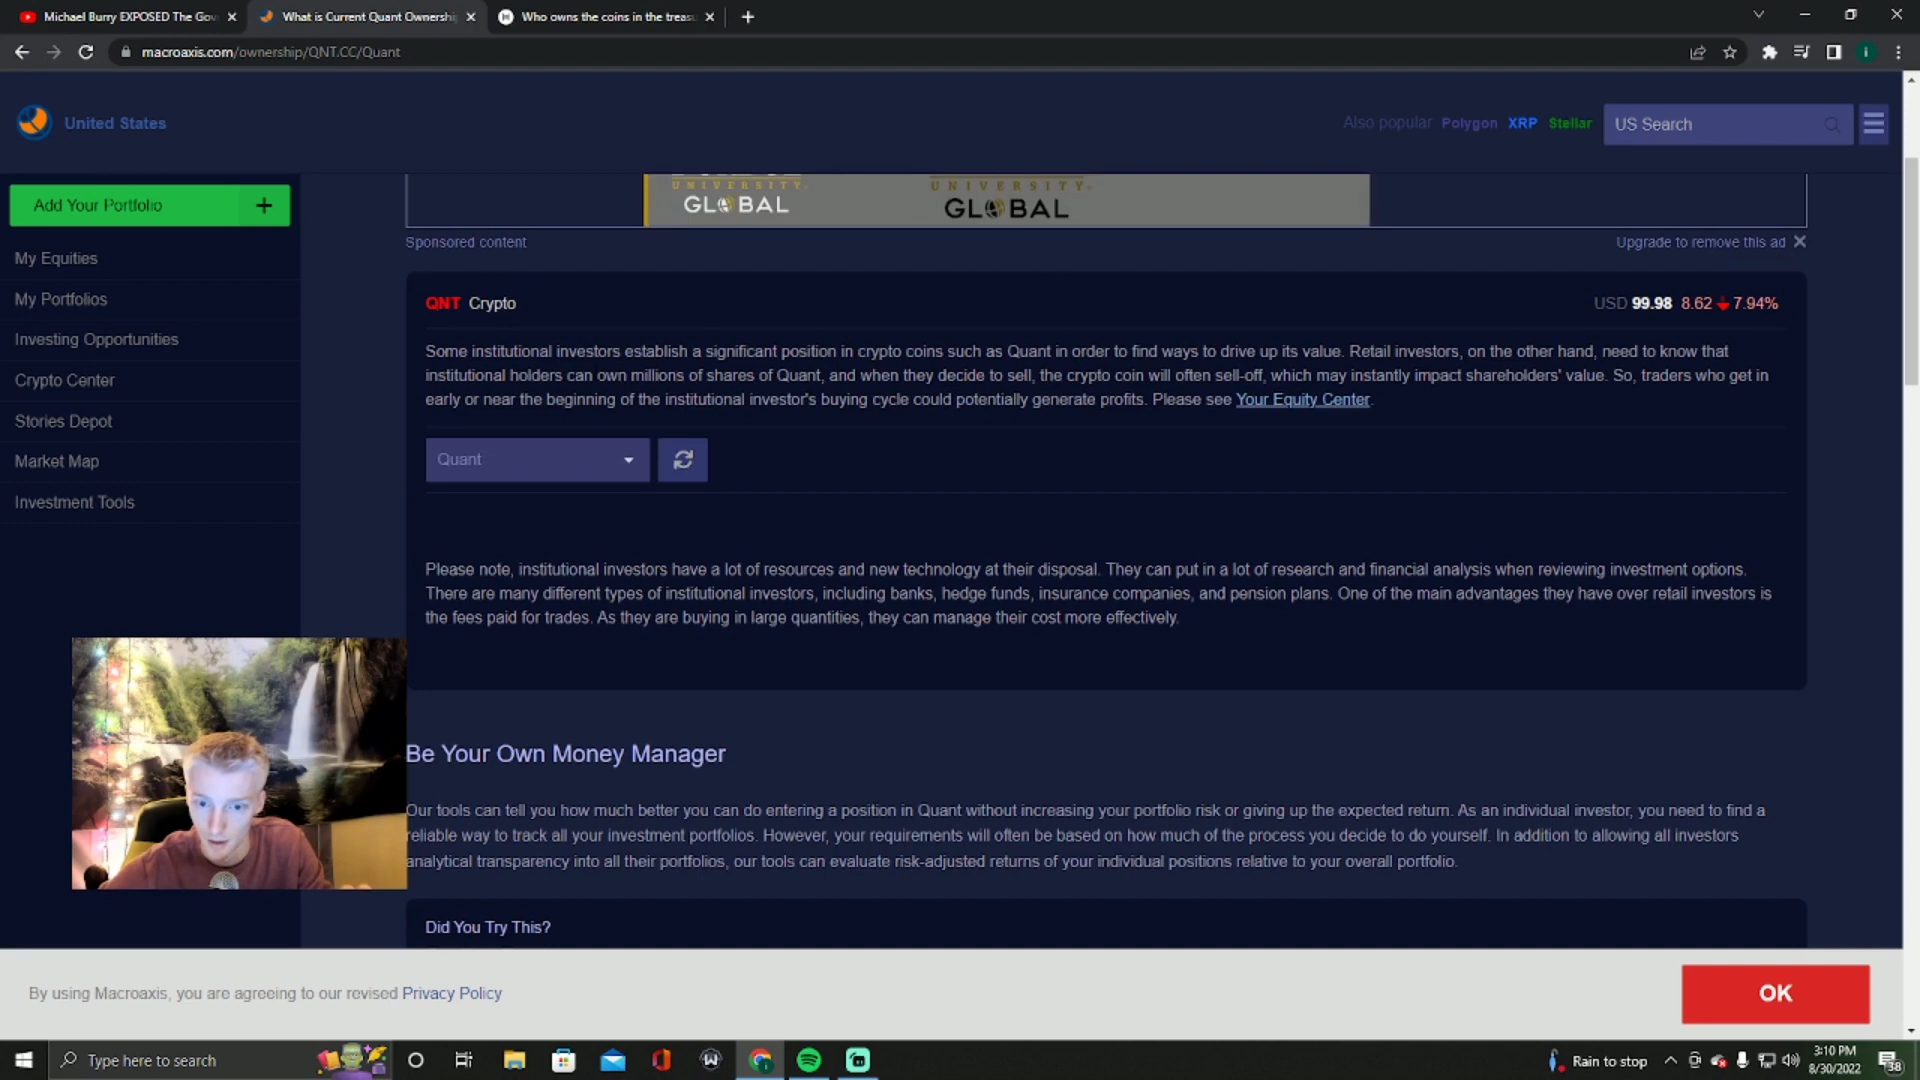 Michael Burry EXPOSED The Gov
What is Current Quant Ownership
Who owns the coins in the treas
macroaxis.com/ownership/QNT.CC/Quant
United States
Also popular Polygon XRP Stellar
US Search
Add Your Portfolio +
My Equities
My Portfolios
Investing Opportunities
Crypto Center
Stories Depot
Market Map
Investment Tools
UNIVERSITY
GLOBAL
UNIVERSITY
GLOBAL
Sponsored content
Upgrade to remove this ad
QNT Crypto
USD 99.98 8.62 7.94%
Some institutional investors establish a significant position in crypto coins such as Quant in order to find ways to drive up its value. Retail investors, on the other hand, need to know that
institutional holders can own millions of shares of Quant, and when they decide to sell, the crypto coin will often sell-off, which may instantly impact shareholders' value. So, traders who get in
early or near the beginning of the institutional investor's buying cycle could potentially generate profits. Please see Your Equity Center.
Quant
Please note, institutional investors have a lot of resources and new technology at their disposal. They can put in a lot of research and financial analysis when reviewing investment options.
There are many different types of institutional investors, including banks, hedge funds, insurance companies, and pension plans. One of the main advantages they have over retail investors is
the fees paid for trades. As they are buying in large quantities, they can manage their cost more effectively.
Be Your Own Money Manager
Our tools can tell you how much better you can do entering a position in Quant without increasing your portfolio risk or giving up the expected return. As an individual investor, you need to find a
reliable way to track all your investment portfolios. However, your requirements will often be based on how much of the process you decide to do yourself. In addition to allowing all investors
analytical transparency into all their portfolios, our tools can evaluate risk-adjusted returns of your individual positions relative to your overall portfolio.
Did You Try This?
By using Macroaxis, you are agreeing to our revised Privacy Policy
OK
Type here to search
Rain to stop
3:10 PM
8/30/2022
38